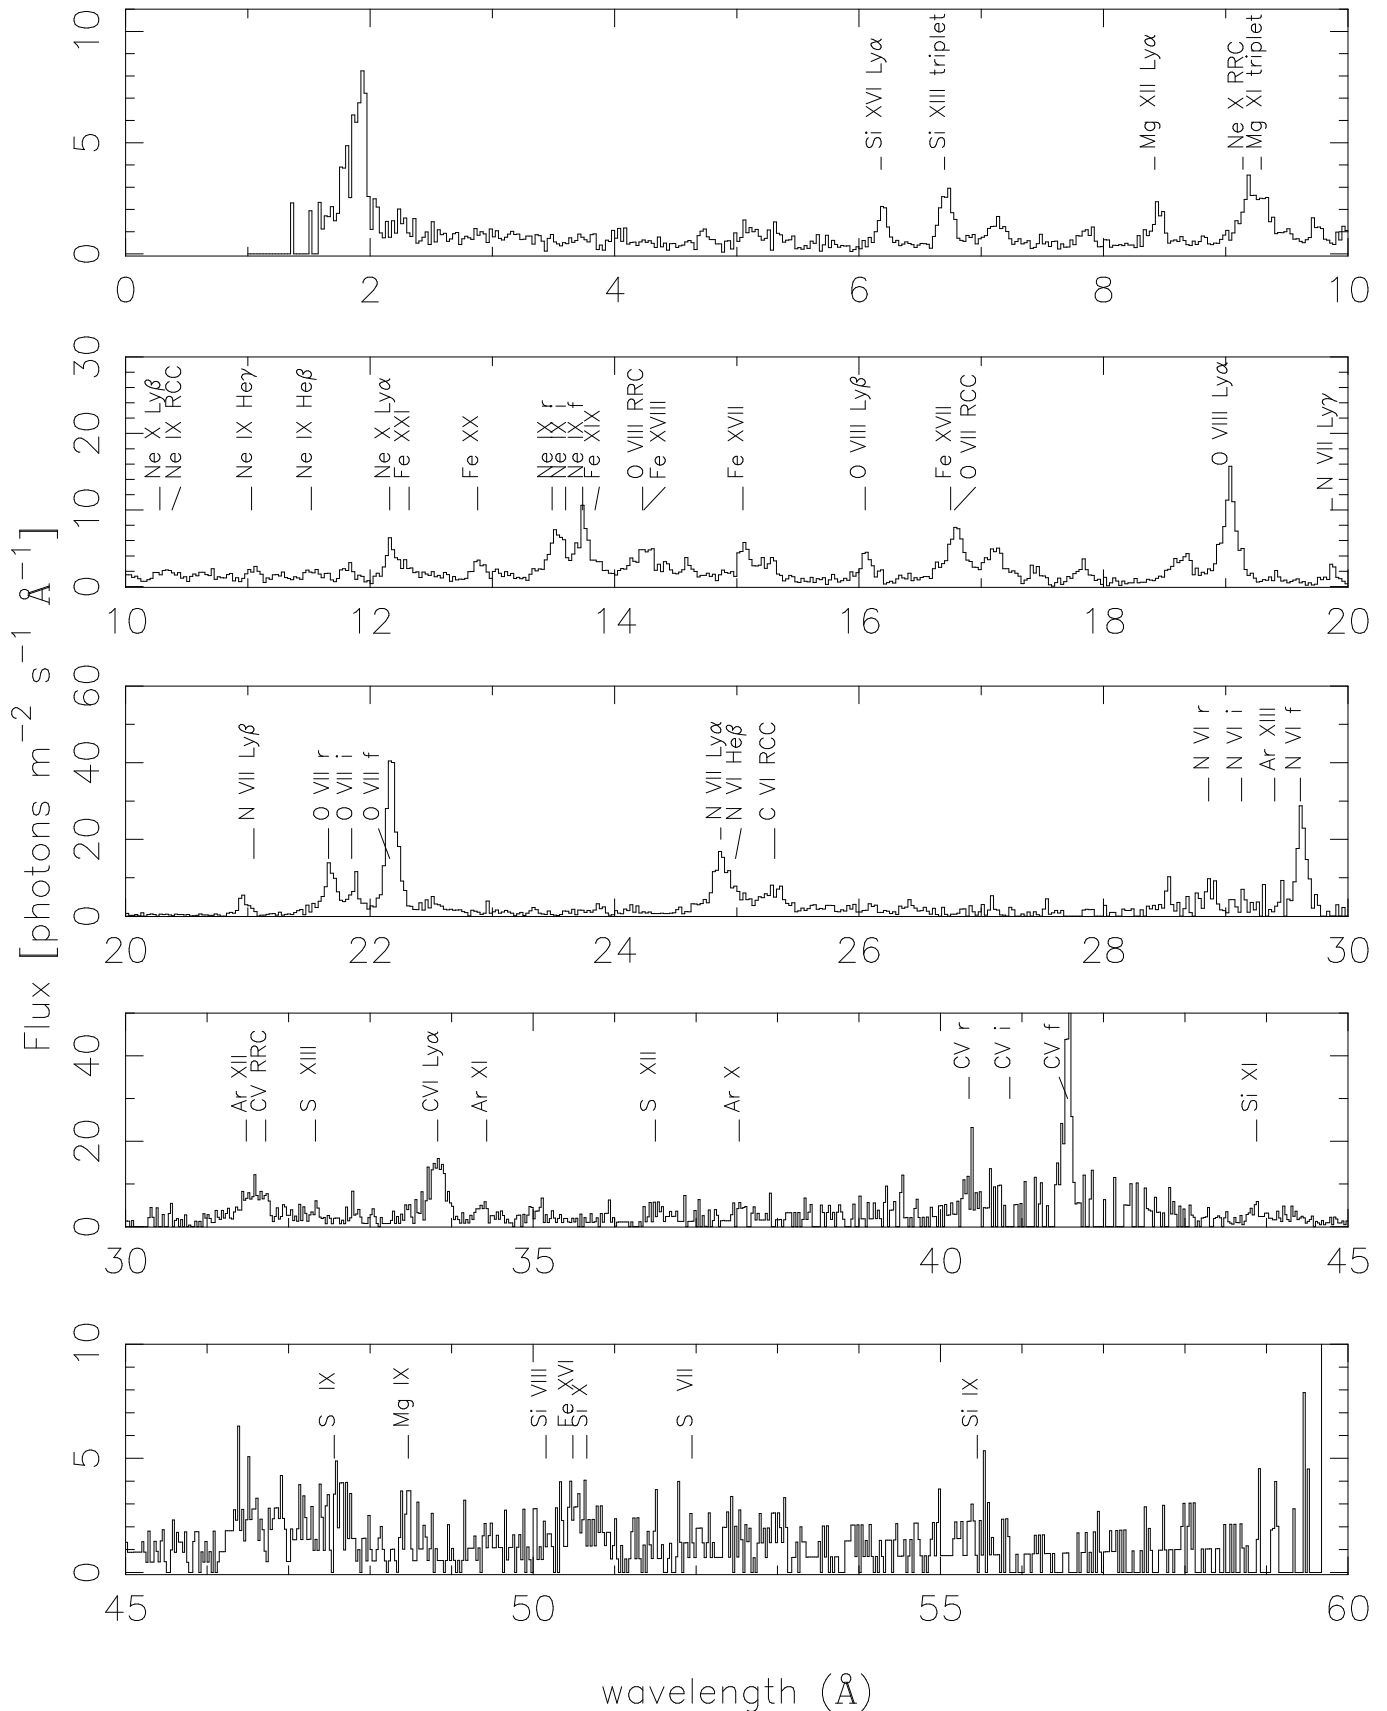 Flux [photons m−2 s−1 Å−1]
10
5
0
Si XVI Lyα
Si XIII triplet
Mg XII Lyα
Ne X RRC
Mg XI triplet
0 2 4 6 8 10
30
20
10
0
Ne X Lyβ
Ne IX RCC
Ne IX Heγ
Ne IX Heβ
Ne X Lyα
Fe XXI
Fe XX
Ne IX r
Ne IX i
Ne IX f
Fe XIX
O VIII RRC
Fe XVIII
Fe XVII
O VIII Lyβ
Fe XVII
O VII RCC
O VIII Lyα
N VII Lyγ
10 12 14 16 18 20
60
40
20
0
N VII Lyβ
O VII r
O VII i
O VII f
N VII Lyα
N VI Heβ
C VI RCC
N VI r
N VI i
Ar XIII
N VI f
20 22 24 26 28 30
40
20
0
Ar XII
CV RRC
S XIII
CVI Lyα
Ar XI
S XII
Ar X
CV r
CV i
CV f
Si XI
30 35 40 45
10
5
0
S IX
Mg IX
Si VIII
Fe XVI
Si X
S VII
Si IX
45 50 55 60
wavelength (Å)